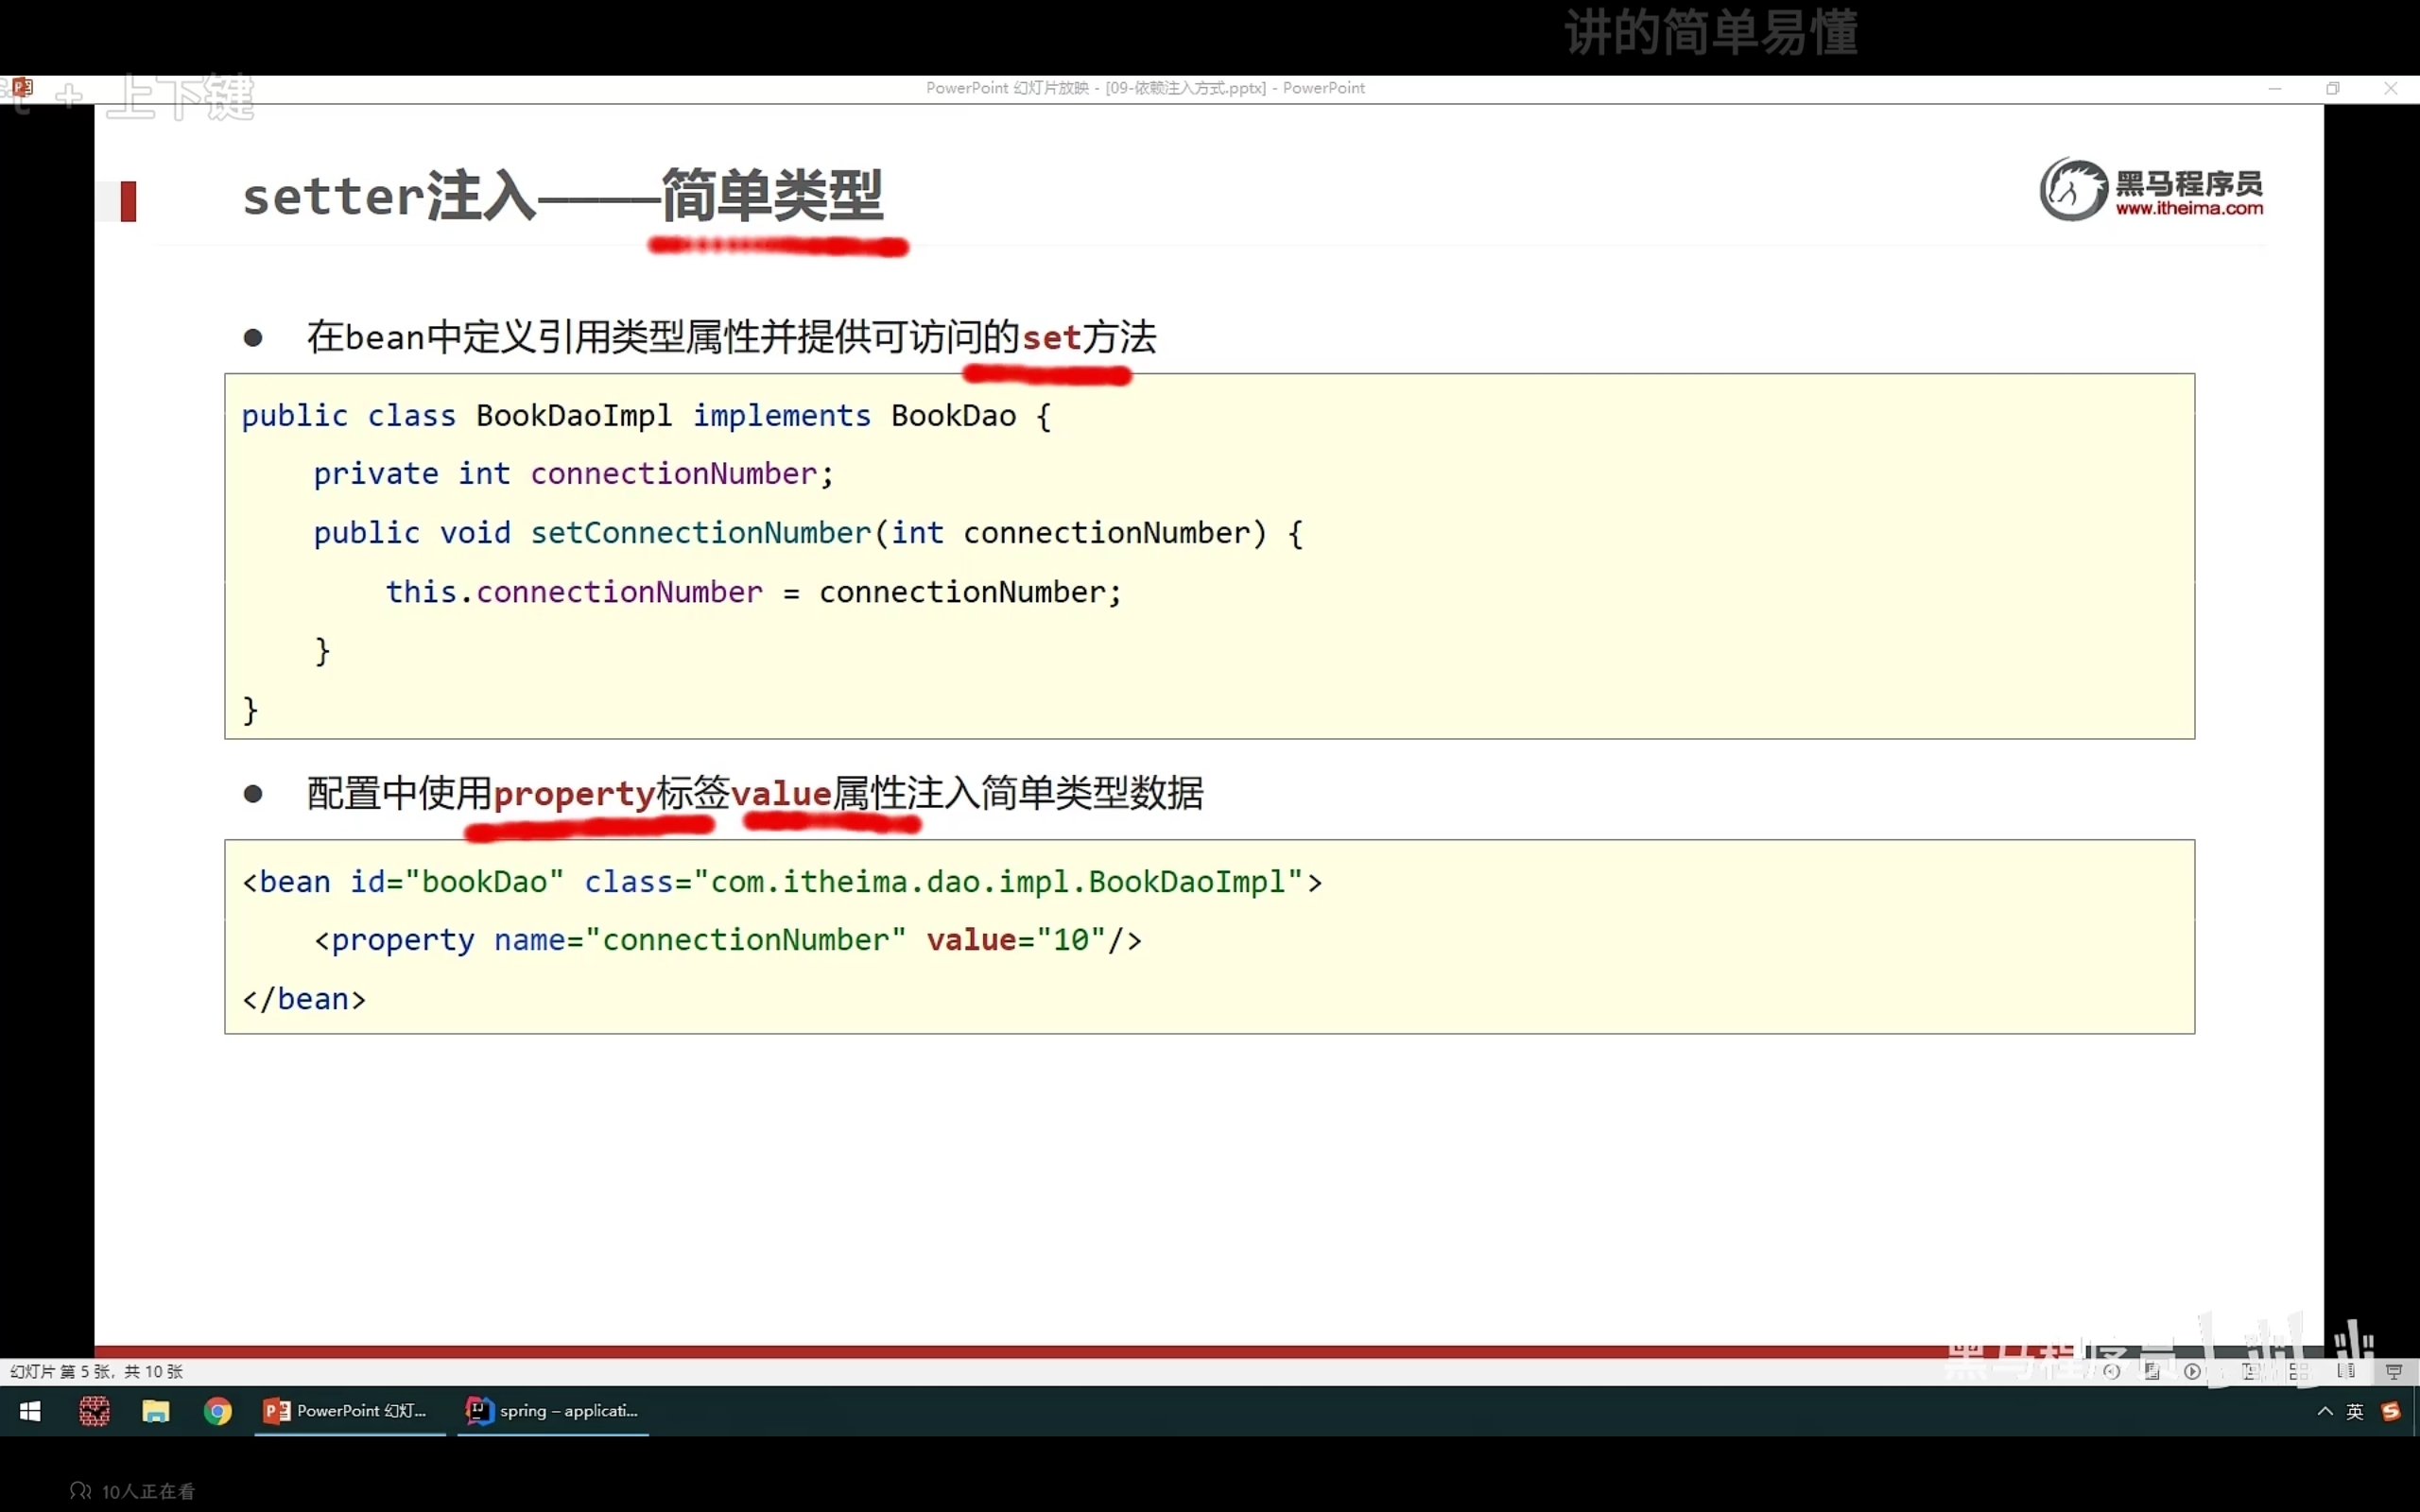 讲的简单易懂
PowerPoint 幻灯片放映 - [09-依赖注入方式.pptx] - PowerPoint
+ 上下键
setter注入——简单类型
黑马程序员
www.itheima.com
在bean中定义引用类型属性并提供可访问的set方法
public class BookDaoImpl implements BookDao {
private int connectionNumber;
public void setConnectionNumber(int connectionNumber) {
this.connectionNumber = connectionNumber;
}
}
配置中使用property标签value属性注入简单类型数据
<bean id="bookDao" class="com.itheima.dao.impl.BookDaoImpl">
<property name="connectionNumber" value="10"/>
</bean>
黑马程序员
幻灯片 第 5 张，共 10 张
PowerPoint 幻灯...
spring – applicati...
英
10人正在看